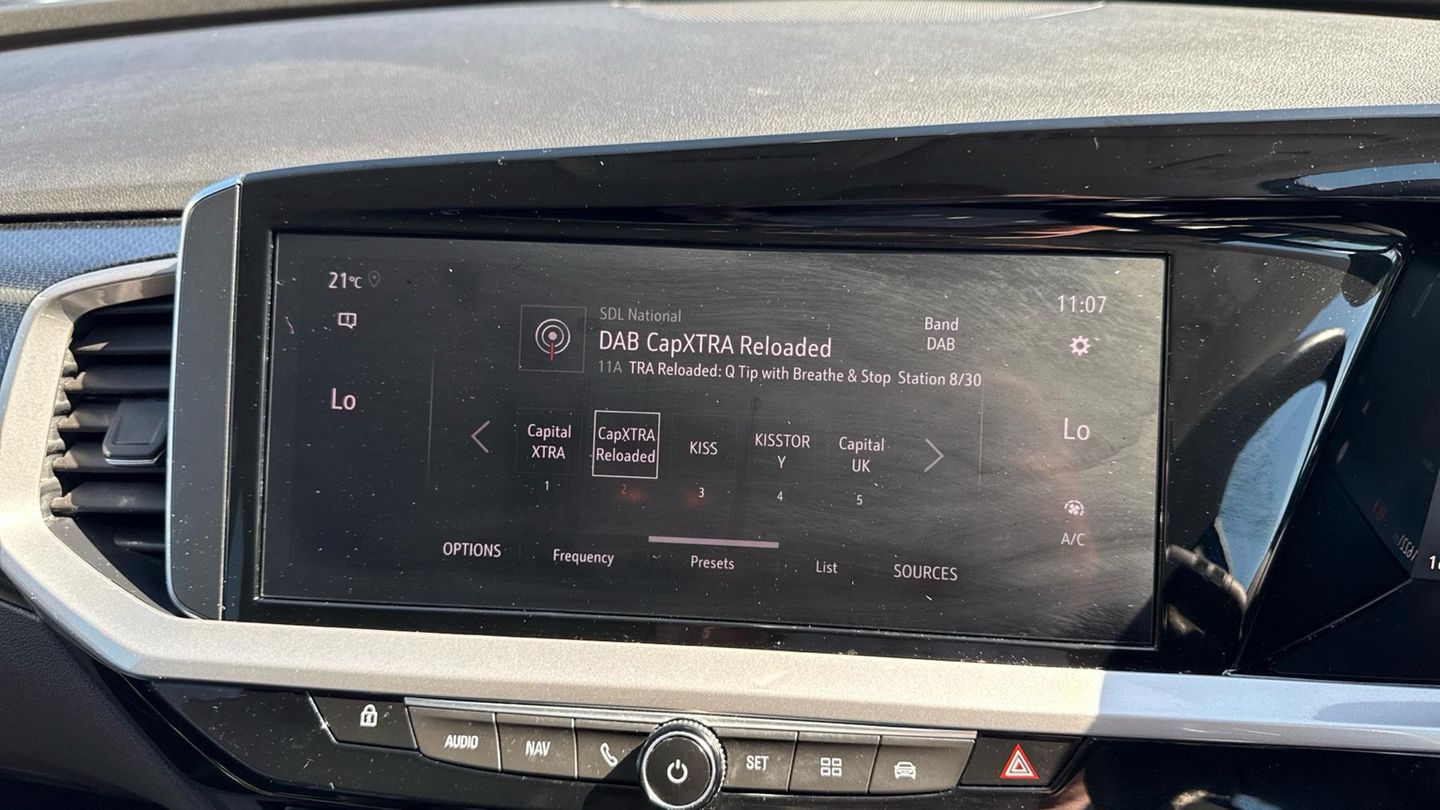 21°C
11:07
SDL National
DAB CapXTRA Reloaded
11A TRA Reloaded: Q Tip with Breathe & Stop Station 8/30
Band
DAB
Lo
Lo
Capital
XTRA
1
CapXTRA
Reloaded
2
KISS
3
KISSTOR
Y
4
Capital
UK
5
A/C
OPTIONS
Frequency
Presets
List
SOURCES
AUDIO
NAV
SET